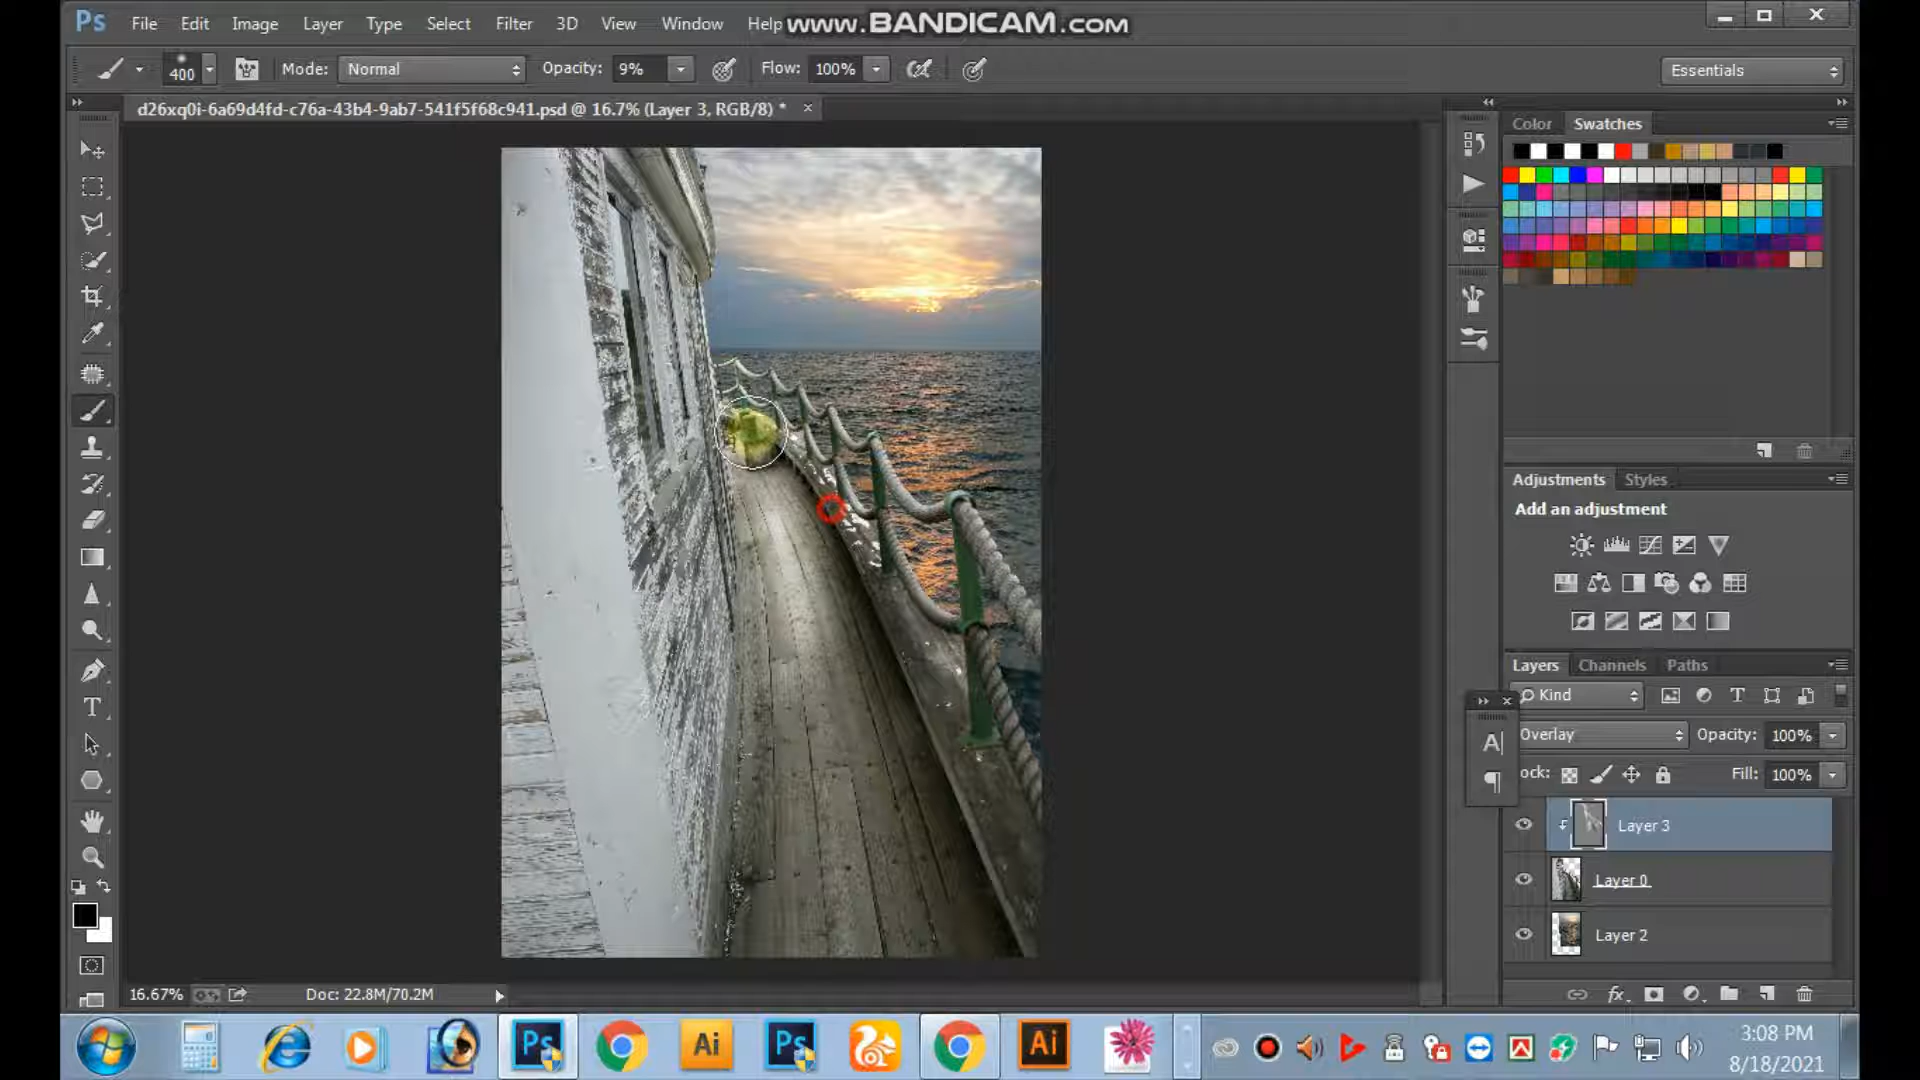 Ps File Edit Image Layer Type Select Filter 3D View Window Help
www.BANDICAM.com
400 Mode: Normal Opacity: 9% Flow: 100% Essentials
d26xq0i-6a69d4fd-c76a-43b4-9ab7-541f5f68c941.psd @ 16.7% (Layer 3, RGB/8) *
Color Swatches
Adjustments Styles
Add an adjustment
Layers Channels Paths
Kind
Overlay Opacity: 100%
ock: Fill: 100%
Layer 3
Layer 0
Layer 2
16.67% Doc: 22.8M/70.2M
Ps Ai Ps Ai
3:08 PM
8/18/2021